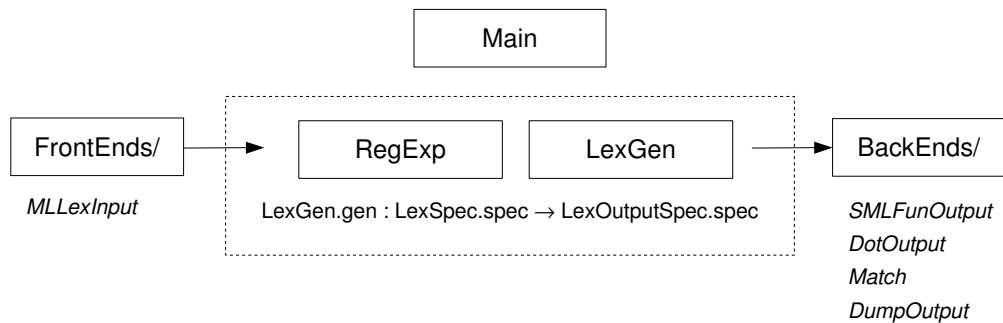 Main
FrontEnds/
RegExp
LexGen
BackEnds/
MLLexInput
LexGen.gen : LexSpec.spec → LexOutputSpec.spec
SMLFunOutput
DotOutput
Match
DumpOutput